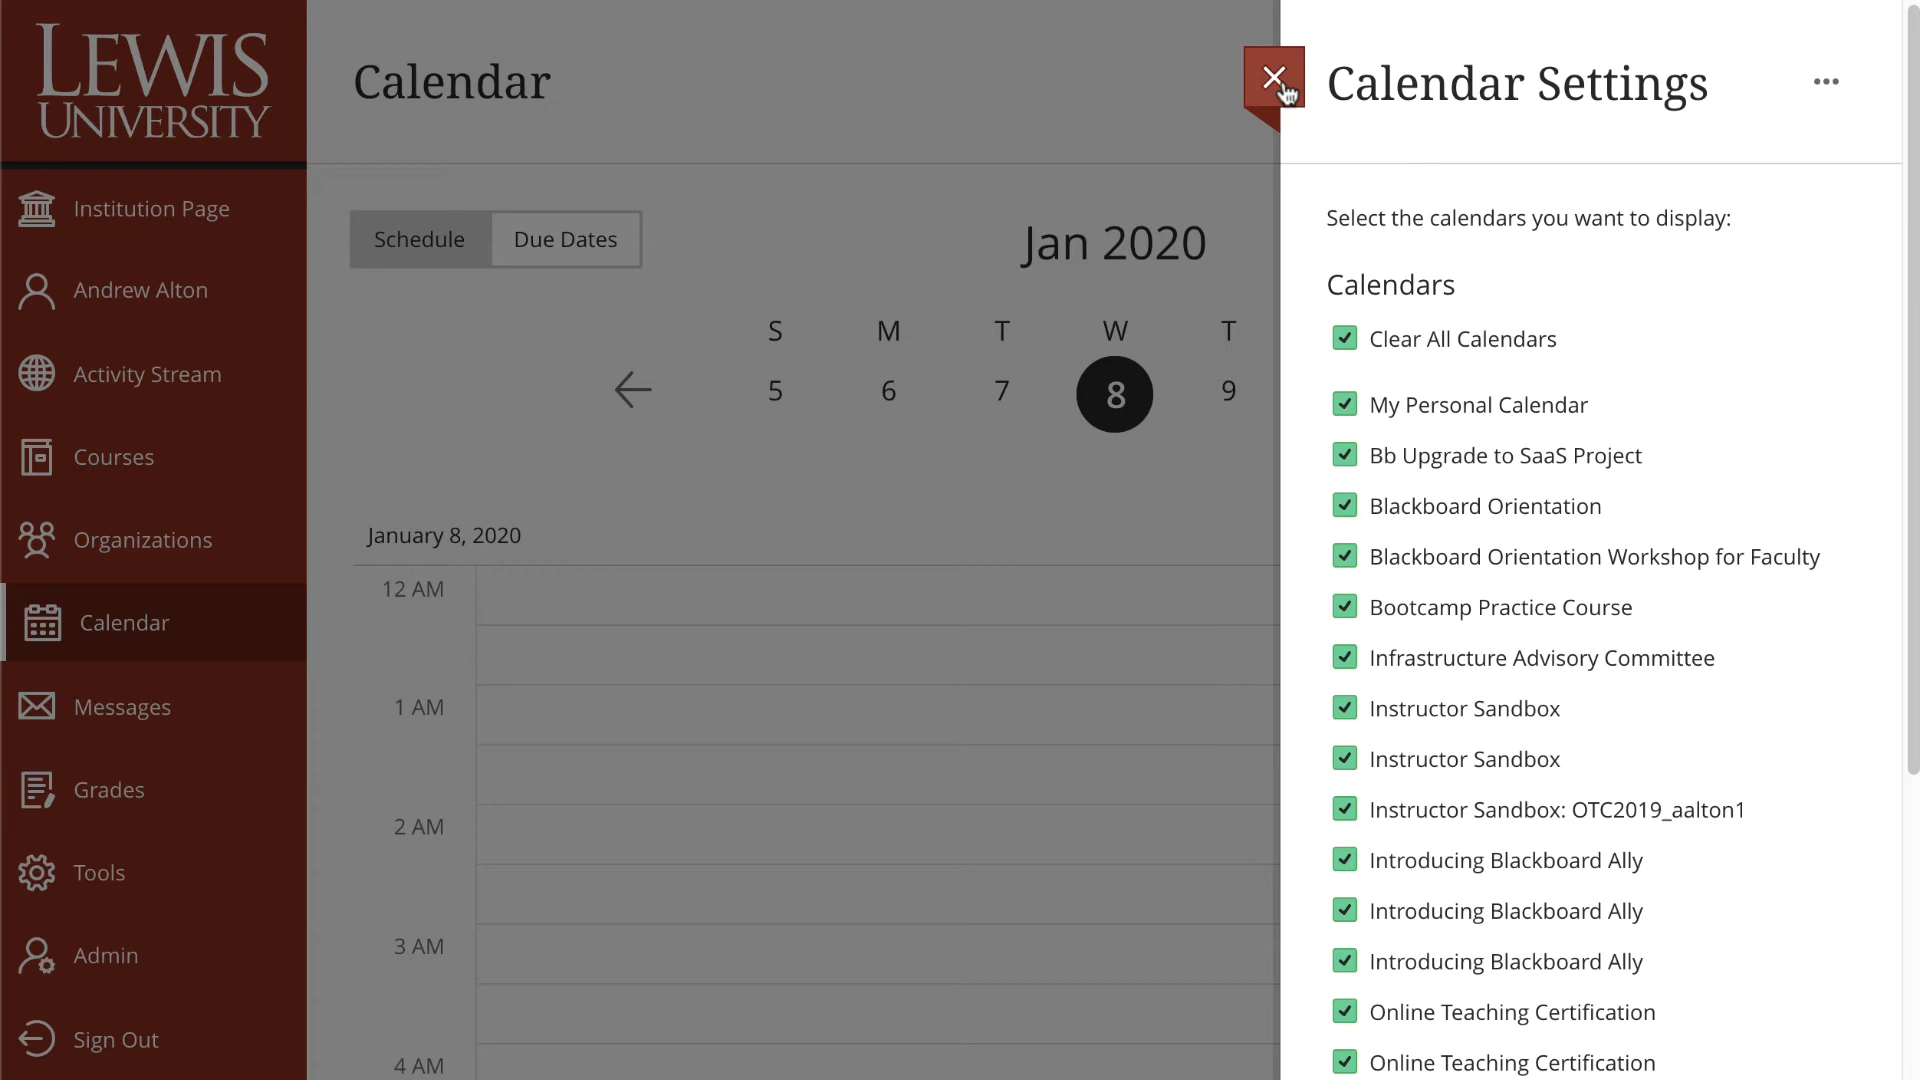 LEWIS
UNIVERSITY
Institution Page
Andrew Alton
Activity Stream
Courses
Organizations
Calendar
Messages
Grades
Tools
Admin
Sign Out
Calendar
Schedule
Due Dates
Jan 2020
S M T W T
5 6 7 8 9
January 8, 2020
12 AM
1 AM
2 AM
3 AM
4 AM
Calendar Settings
Select the calendars you want to display:
Calendars
Clear All Calendars
My Personal Calendar
Bb Upgrade to SaaS Project
Blackboard Orientation
Blackboard Orientation Workshop for Faculty
Bootcamp Practice Course
Infrastructure Advisory Committee
Instructor Sandbox
Instructor Sandbox
Instructor Sandbox: OTC2019_aalton1
Introducing Blackboard Ally
Introducing Blackboard Ally
Introducing Blackboard Ally
Online Teaching Certification
Online Teaching Certification